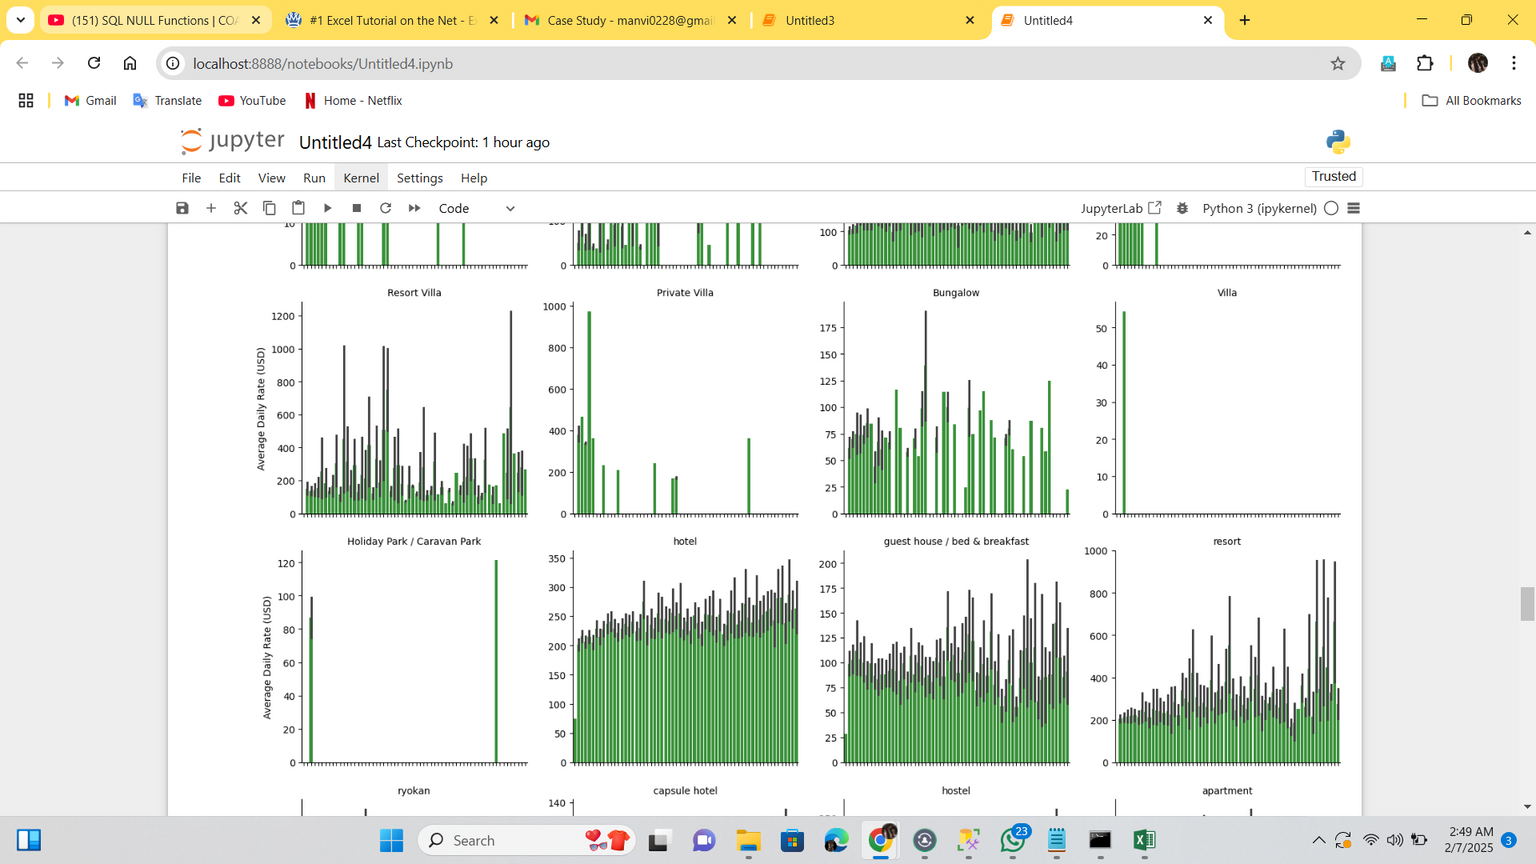 (151) SQL NULL Functions | COA
#1 Excel Tutorial on the Net - E
Case Study - manvi0228@gmai
Untitled3
Untitled4
localhost:8888/notebooks/Untitled4.ipynb
Gmail
Translate
YouTube
Home - Netflix
All Bookmarks
jupyter
Untitled4 Last Checkpoint: 1 hour ago
File Edit View Run Kernel Settings Help
Trusted
Code
JupyterLab
Python 3 (ipykernel)
0
0
100
0
20
0
Resort Villa
Average Daily Rate (USD)
1200
1000
800
600
400
200
0
Private Villa
1000
800
600
400
200
0
Bungalow
175
150
125
100
75
50
25
0
Villa
50
40
30
20
10
0
Holiday Park / Caravan Park
Average Daily Rate (USD)
120
100
80
60
40
20
0
hotel
350
300
250
200
150
100
50
0
guest house / bed & breakfast
200
175
150
125
100
75
50
25
0
resort
1000
800
600
400
200
0
ryokan
capsule hotel
140
hostel
apartment
Search
23
2:49 AM
2/7/2025
3